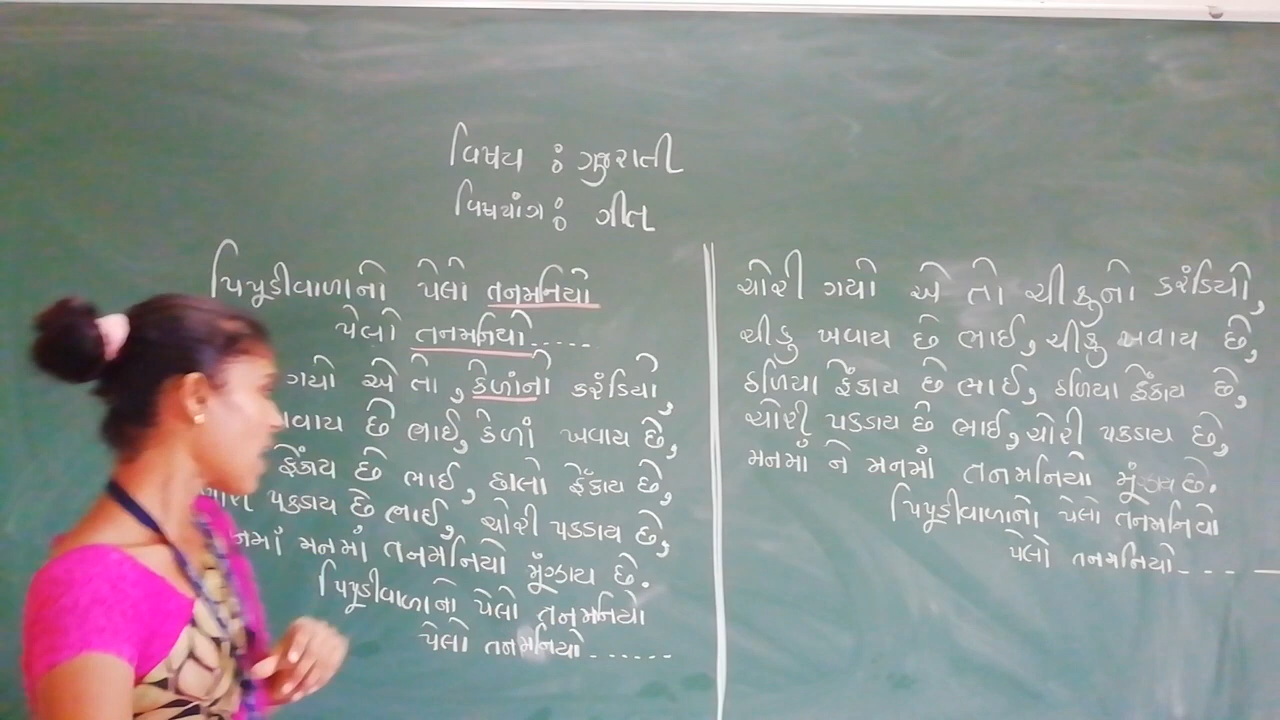 વિષય : ગુજરાતી
વિષયાંગ : ગીત
પિપૂડીવાળાનો પેલો તનમનિયો
પેલો તનમનિયો.....
ગયો એ તો, કેળાંનો કરંડિયો,
ખવાય છે ભાઈ, કેળાં ખવાય છે,
ફેંકાય છે ભાઈ, છાલો ફેંકાય છે,
ચોરી પકડાય છે ભાઈ, ચોરી પકડાય છે,
મનમાં તનમનિયો મૂંઝાય છે.
પિપૂડીવાળાનો પેલો તનમનિયો
પેલો તનમનિયો......
ચોરી ગયો એ તો ચીકુનો કરંડિયો,
ચીકુ ખવાય છે ભાઈ, ચીકુ ખવાય છે,
ઠળિયા ફેંકાય છે ભાઈ, ઠળિયા ફેંકાય છે,
ચોરી પકડાય છે ભાઈ, ચોરી પકડાય છે,
મનમાં ને મનમાં તનમનિયો મૂંઝાય છે.
પિપૂડીવાળાનો પેલો તનમનિયો
પેલો તનમનિયો....